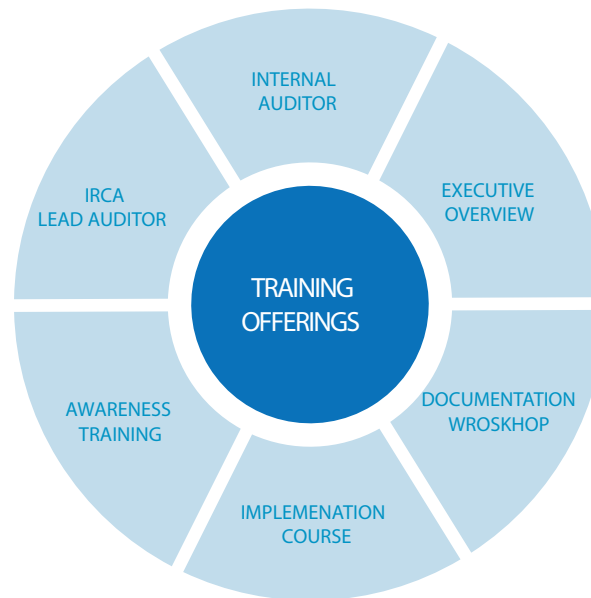 INTERNAL
AUDITOR
EXECUTIVE
OVERVIEW
DOCUMENTATION
WROSKHOP
IMPLEMENATION
COURSE
AWARENESS
TRAINING
IRCA
LEAD AUDITOR
TRAINING
OFFERINGS